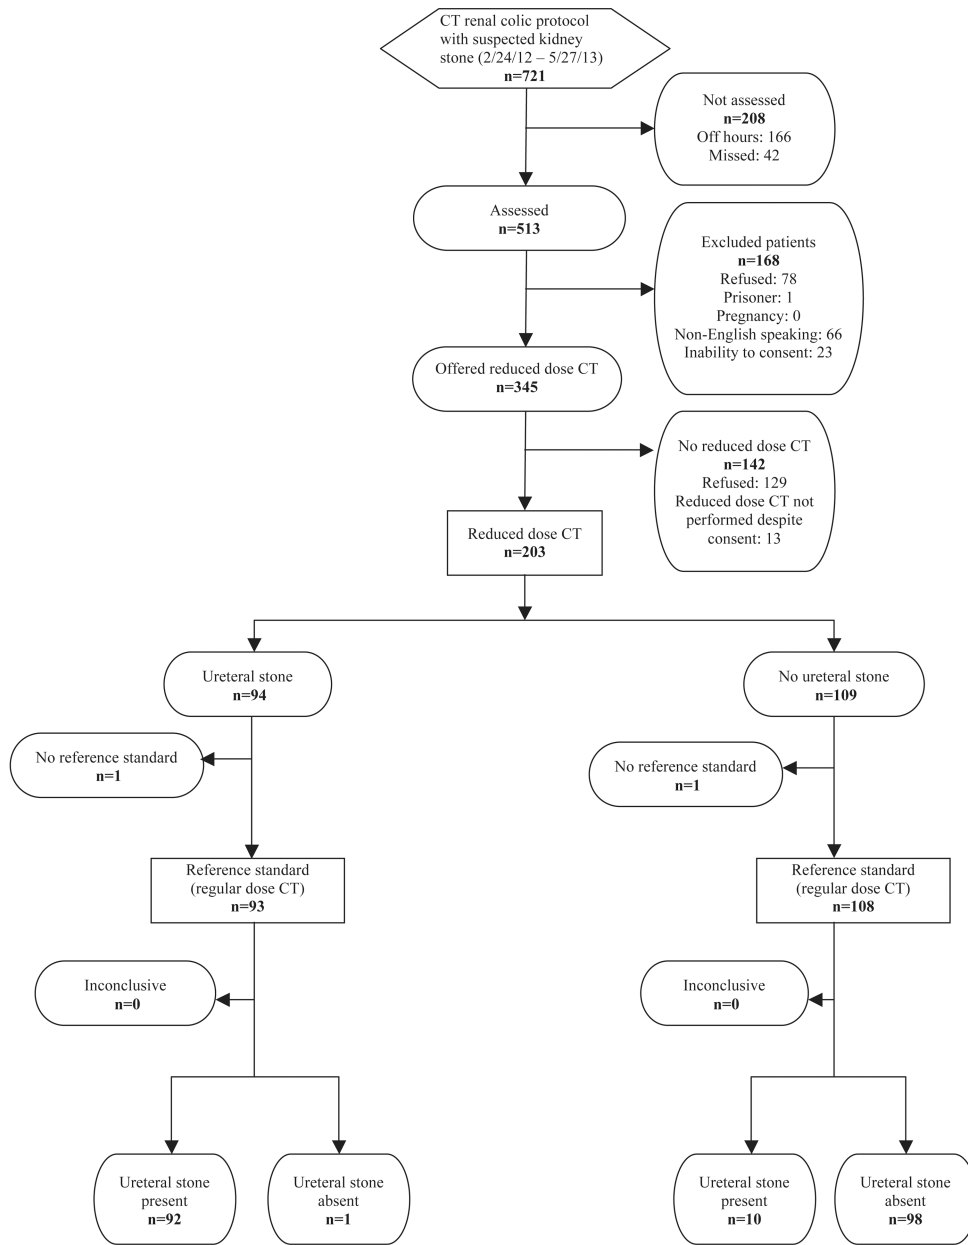 CT renal colic protocol
with suspected kidney
stone (2/24/12 – 5/27/13)
n=721
Not assessed
n=208
Off hours: 166
Missed: 42
Assessed
n=513
Excluded patients
n=168
Refused: 78
Prisoner: 1
Pregnancy: 0
Non-English speaking: 66
Inability to consent: 23
Offered reduced dose CT
n=345
No reduced dose CT
n=142
Refused: 129
Reduced dose CT not
performed despite
consent: 13
Reduced dose CT
n=203
Ureteral stone
n=94
No ureteral stone
n=109
No reference standard
n=1
No reference standard
n=1
Reference standard
(regular dose CT)
n=93
Reference standard
(regular dose CT)
n=108
Inconclusive
n=0
Inconclusive
n=0
Ureteral stone
present
n=92
Ureteral stone
absent
n=1
Ureteral stone
present
n=10
Ureteral stone
absent
n=98